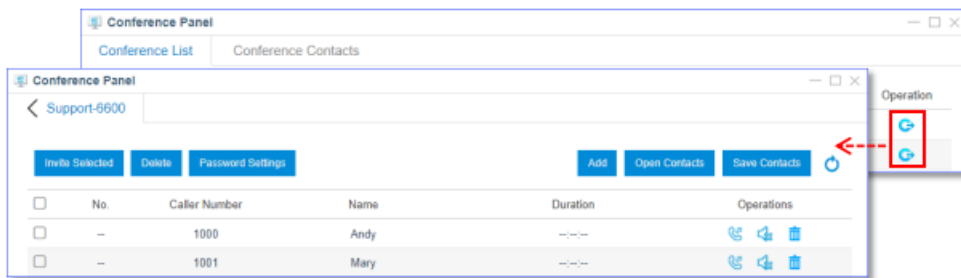 Conference Panel
Conference List Conference Contacts
Operation
Conference Panel
Support-6600
Invite Selected Delete Password Settings Add Open Contacts Save Contacts
No. Caller Number Name Duration Operations
-- 1000 Andy --:--:--
-- 1001 Mary --:--:--